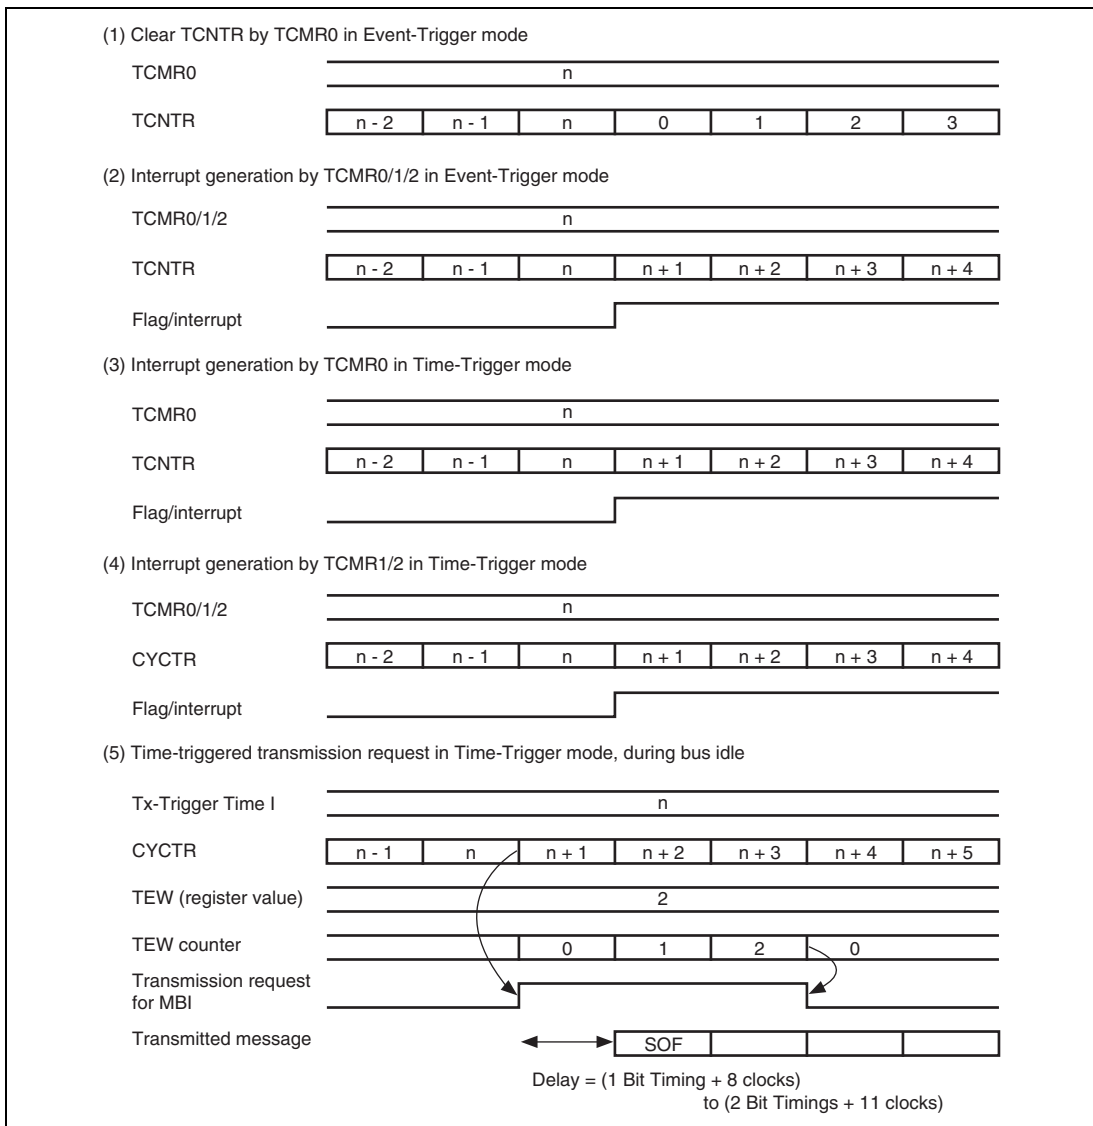 (1) Clear TCNTR by TCMR0 in Event-Trigger mode
TCMR0 n
TCNTR n - 2 n - 1 n 0 1 2 3
(2) Interrupt generation by TCMR0/1/2 in Event-Trigger mode
TCMR0/1/2 n
TCNTR n - 2 n - 1 n n + 1 n + 2 n + 3 n + 4
Flag/interrupt
(3) Interrupt generation by TCMR0 in Time-Trigger mode
TCMR0 n
TCNTR n - 2 n - 1 n n + 1 n + 2 n + 3 n + 4
Flag/interrupt
(4) Interrupt generation by TCMR1/2 in Time-Trigger mode
TCMR0/1/2 n
CYCTR n - 2 n - 1 n n + 1 n + 2 n + 3 n + 4
Flag/interrupt
(5) Time-triggered transmission request in Time-Trigger mode, during bus idle
Tx-Trigger Time I n
CYCTR n - 1 n n + 1 n + 2 n + 3 n + 4 n + 5
TEW (register value) 2
TEW counter 0 1 2 0
Transmission request
for MBI
Transmitted message SOF
Delay = (1 Bit Timing + 8 clocks)
to (2 Bit Timings + 11 clocks)